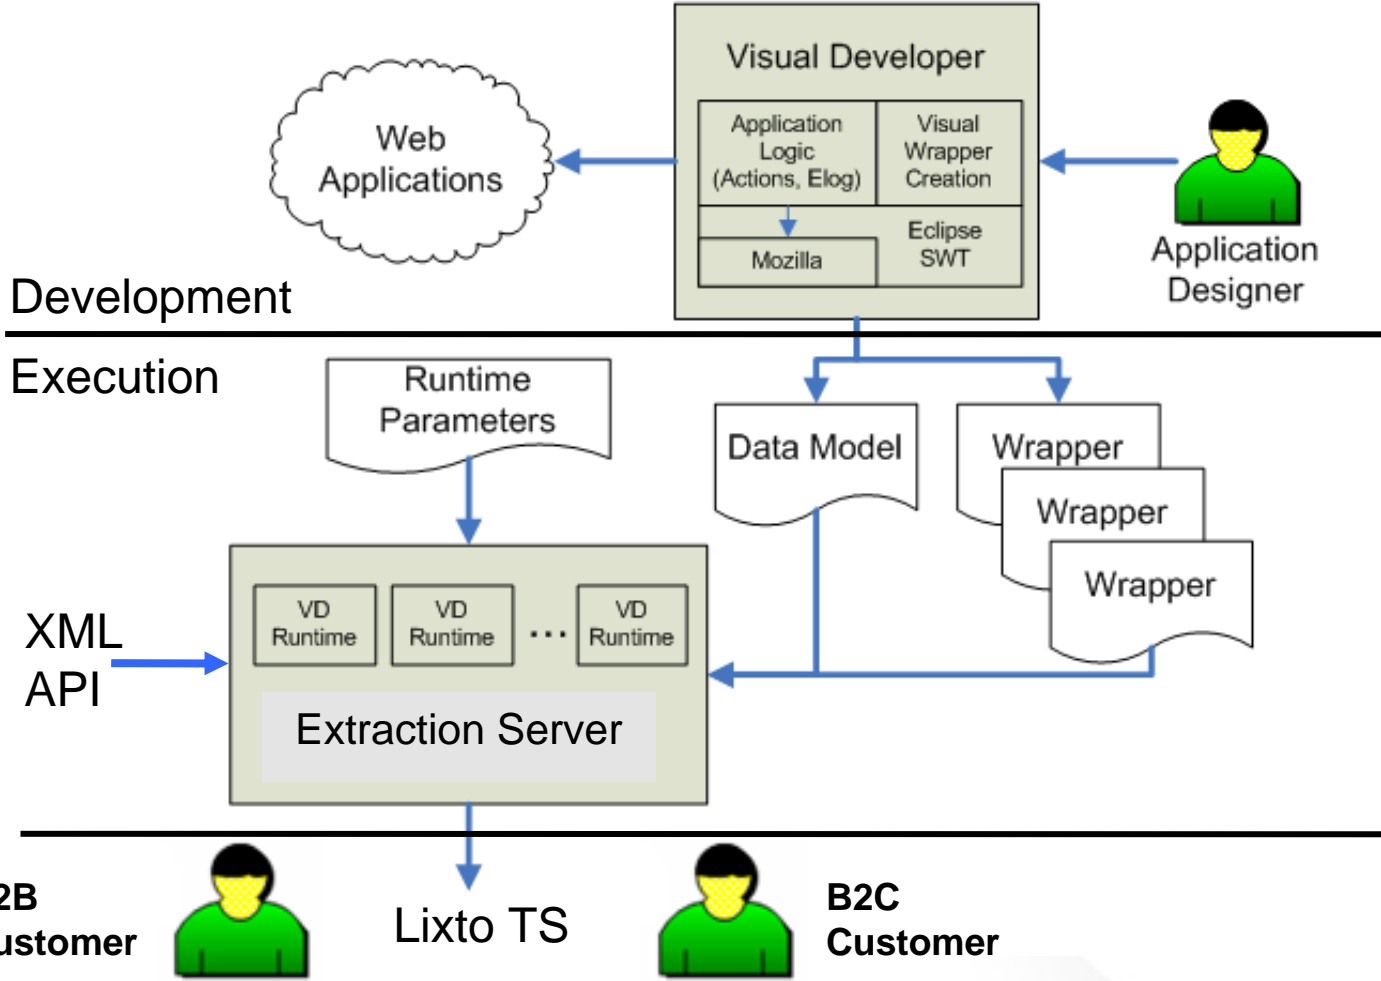 Visual Developer
Web
Applications
Application
Logic
(Actions, Elog)
Visual
Wrapper
Creation
Mozilla
Eclipse
SWT
Application
Designer
Development
Execution
Runtime
Parameters
Data Model
Wrapper
Wrapper
Wrapper
XML
API
VD
Runtime
VD
Runtime
...
VD
Runtime
Extraction Server
2B
ustomer
Lixto TS
B2C
Customer